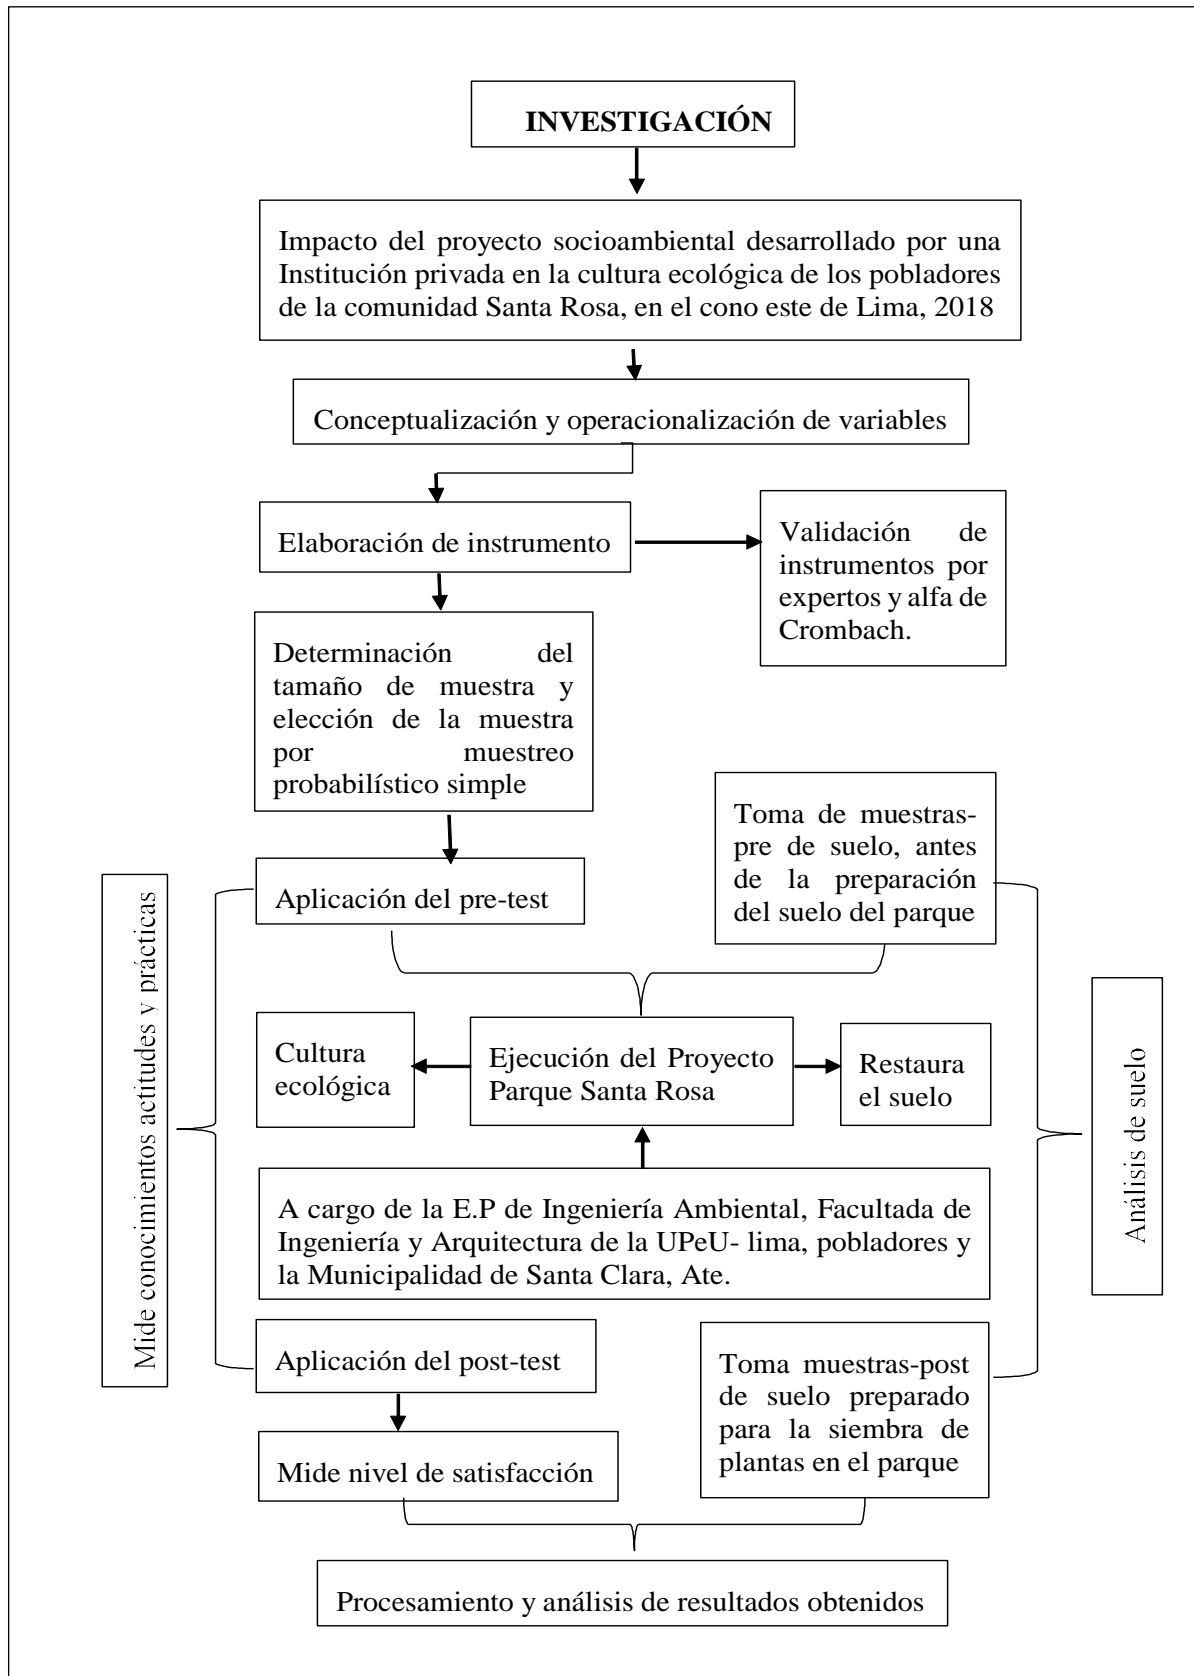 INVESTIGACIÓN
Impacto del proyecto socioambiental desarrollado por una
Institución privada en la cultura ecológica de los pobladores
de la comunidad Santa Rosa, en el cono este de Lima, 2018
Conceptualización y operacionalización de variables
Elaboración de instrumento
Validación de
instrumentos por
expertos y alfa de
Crombach.
Determinación del
tamaño de muestra y
elección de la muestra
por muestreo
probabilístico simple
Toma de muestras-
pre de suelo, antes
de la preparación
del suelo del parque
Aplicación del pre-test
Mide conocimientos actitudes y prácticas
Cultura
ecológica
Ejecución del Proyecto
Parque Santa Rosa
Restaura
el suelo
Análisis de suelo
A cargo de la E.P de Ingeniería Ambiental, Facultada de
Ingeniería y Arquitectura de la UPeU- lima, pobladores y
la Municipalidad de Santa Clara, Ate.
Aplicación del post-test
Toma muestras-post
de suelo preparado
para la siembra de
plantas en el parque
Mide nivel de satisfacción
Procesamiento y análisis de resultados obtenidos